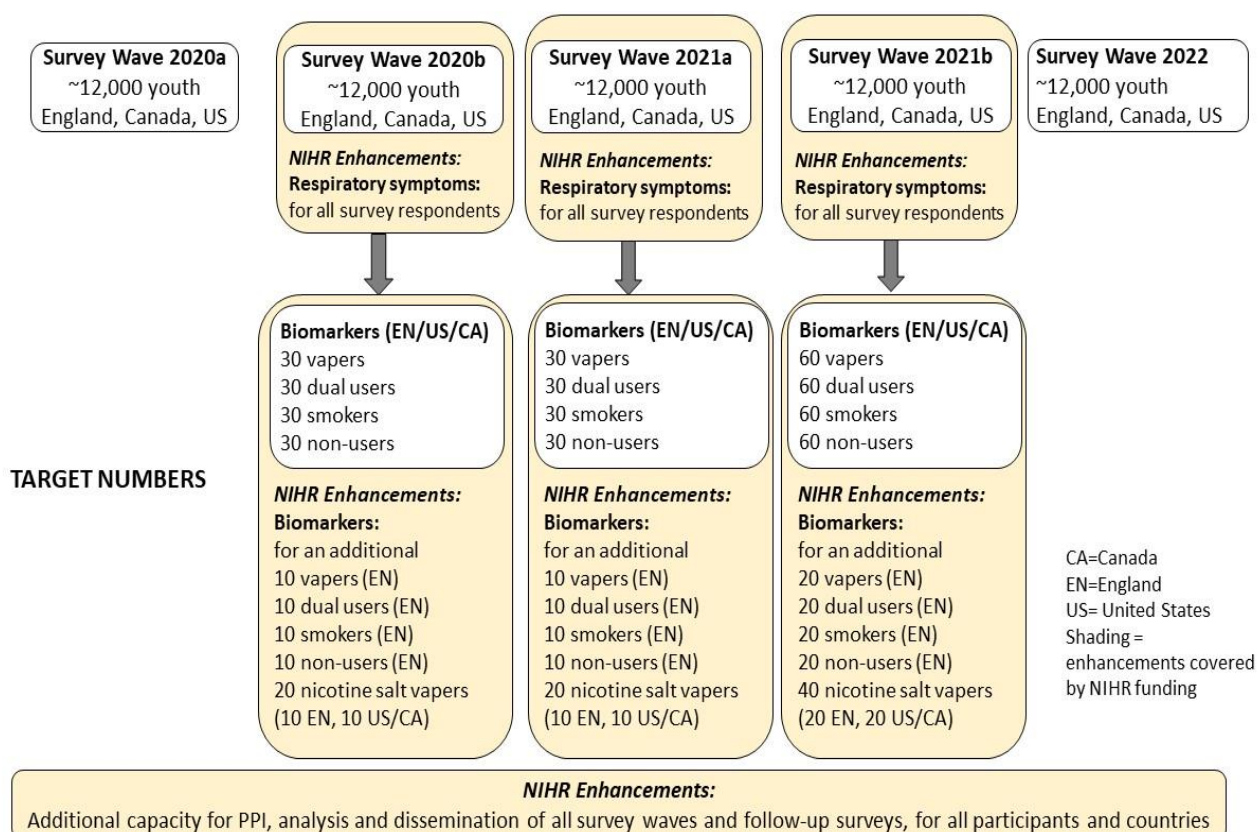 Survey Wave 2020a
~12,000 youth
England, Canada, US
Survey Wave 2020b
~12,000 youth
England, Canada, US
NIHR Enhancements:
Respiratory symptoms:
for all survey respondents
Survey Wave 2021a
~12,000 youth
England, Canada, US
NIHR Enhancements:
Respiratory symptoms:
for all survey respondents
Survey Wave 2021b
~12,000 youth
England, Canada, US
NIHR Enhancements:
Respiratory symptoms:
for all survey respondents
Survey Wave 2022
~12,000 youth
England, Canada, US
TARGET NUMBERS
Biomarkers (EN/US/CA)
30 vapers
30 dual users
30 smokers
30 non-users
NIHR Enhancements:
Biomarkers:
for an additional
10 vapers (EN)
10 dual users (EN)
10 smokers (EN)
10 non-users (EN)
20 nicotine salt vapers
(10 EN, 10 US/CA)
Biomarkers (EN/US/CA)
30 vapers
30 dual users
30 smokers
30 non-users
NIHR Enhancements:
Biomarkers:
for an additional
10 vapers (EN)
10 dual users (EN)
10 smokers (EN)
10 non-users (EN)
20 nicotine salt vapers
(10 EN, 10 US/CA)
Biomarkers (EN/US/CA)
60 vapers
60 dual users
60 smokers
60 non-users
NIHR Enhancements:
Biomarkers:
for an additional
20 vapers (EN)
20 dual users (EN)
20 smokers (EN)
20 non-users (EN)
40 nicotine salt vapers
(20 EN, 20 US/CA)
CA=Canada
EN=England
US= United States
Shading =
enhancements covered
by NIHR funding
NIHR Enhancements:
Additional capacity for PPI, analysis and dissemination of all survey waves and follow-up surveys, for all participants and countries